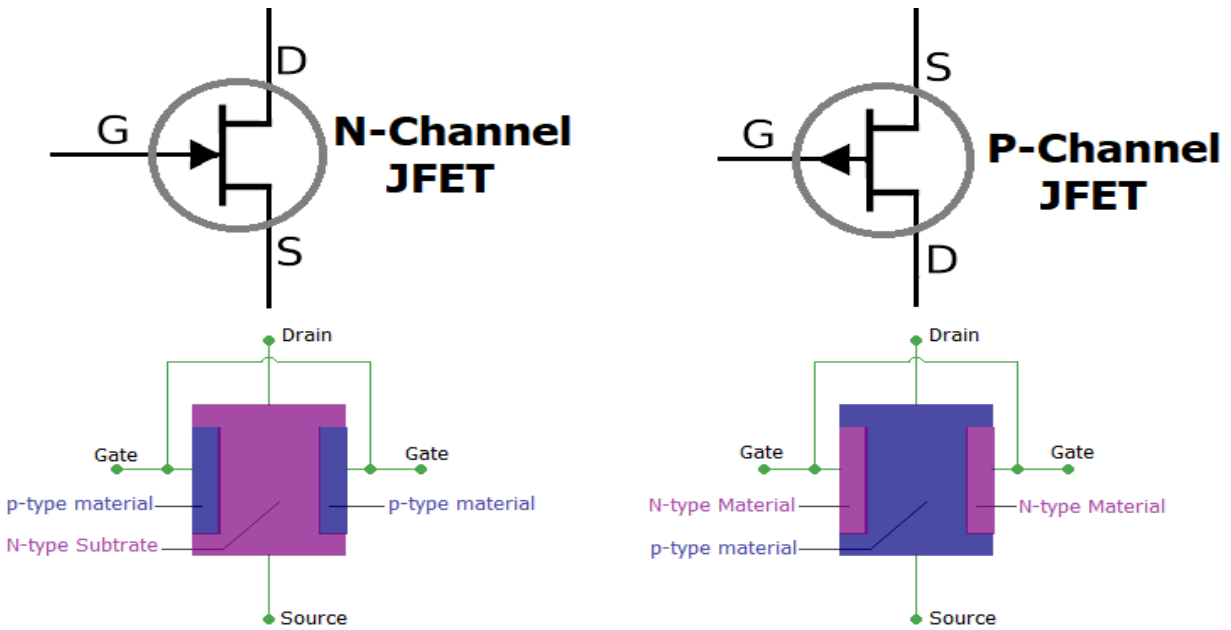 D
G
N-Channel
JFET
S
S
G
P-Channel
JFET
D
Drain
Gate
Gate
p-type material
p-type material
N-type Subtrate
Source
Drain
Gate
Gate
N-type Material
N-type Material
p-type material
Source